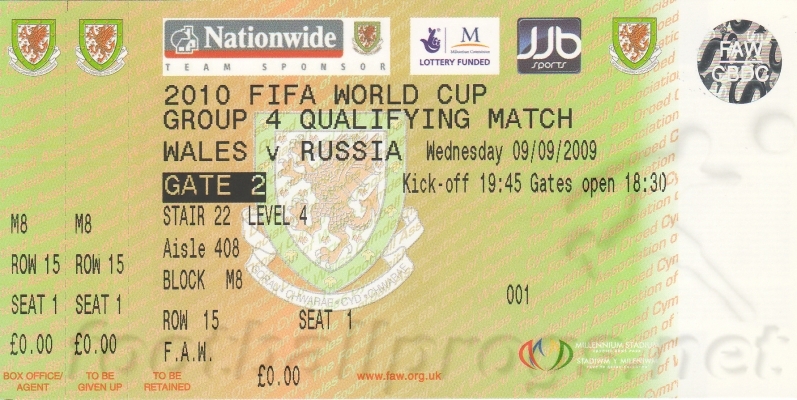 Nationwide
TEAM SPONSOR
M
Millennium Commission
LOTTERY FUNDED
JJB
sports
FAW
CBDC
2010 FIFA WORLD CUP
GROUP 4 QUALIFYING MATCH
WALES v RUSSIA Wednesday 09/09/2009
GATE 2 Kick-off 19:45 Gates open 18:30
STAIR 22 LEVEL 4
Aisle 408
BLOCK M8
001
ROW 15 SEAT 1
F.A.W.
£0.00
M8 M8
ROW 15 ROW 15
SEAT 1 SEAT 1
£0.00 £0.00
BOX OFFICE/ AGENT
TO BE GIVEN UP
TO BE RETAINED
www.faw.org.uk
MILLENNIUM STADIUM
STADIWM Y MILENIWM
footballprogs.net